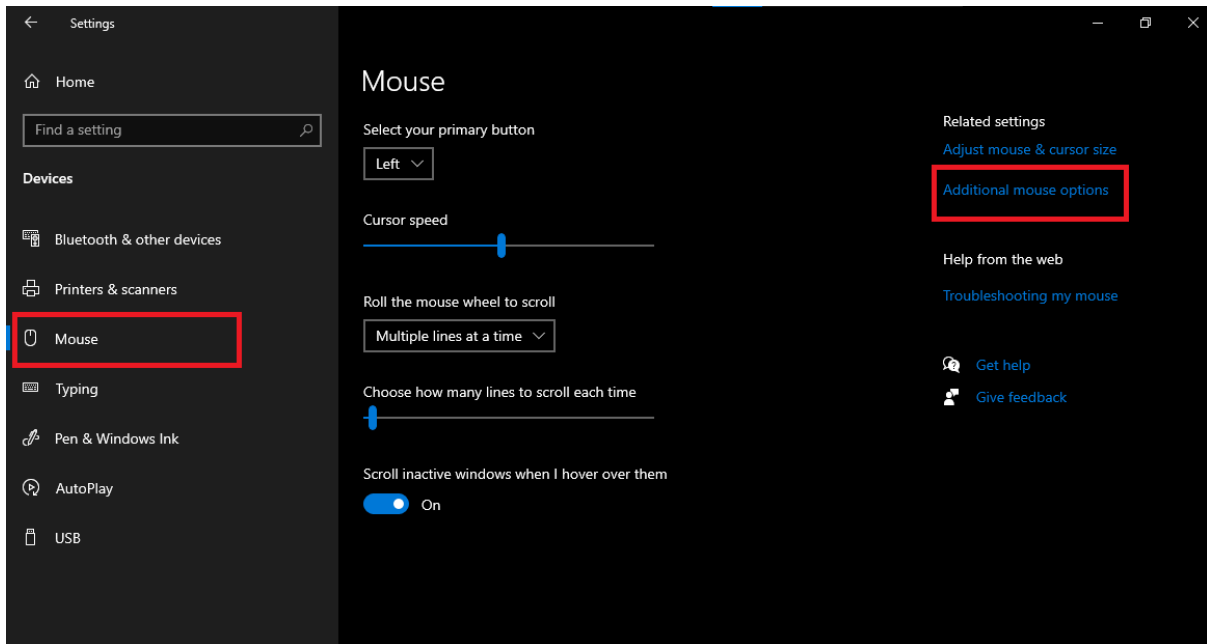 Settings
Home
Find a setting
Devices
Bluetooth & other devices
Printers & scanners
Mouse
Typing
Pen & Windows Ink
AutoPlay
USB
Mouse
Select your primary button
Left
Cursor speed
Roll the mouse wheel to scroll
Multiple lines at a time
Choose how many lines to scroll each time
Scroll inactive windows when I hover over them
On
Related settings
Adjust mouse & cursor size
Additional mouse options
Help from the web
Troubleshooting my mouse
Get help
Give feedback